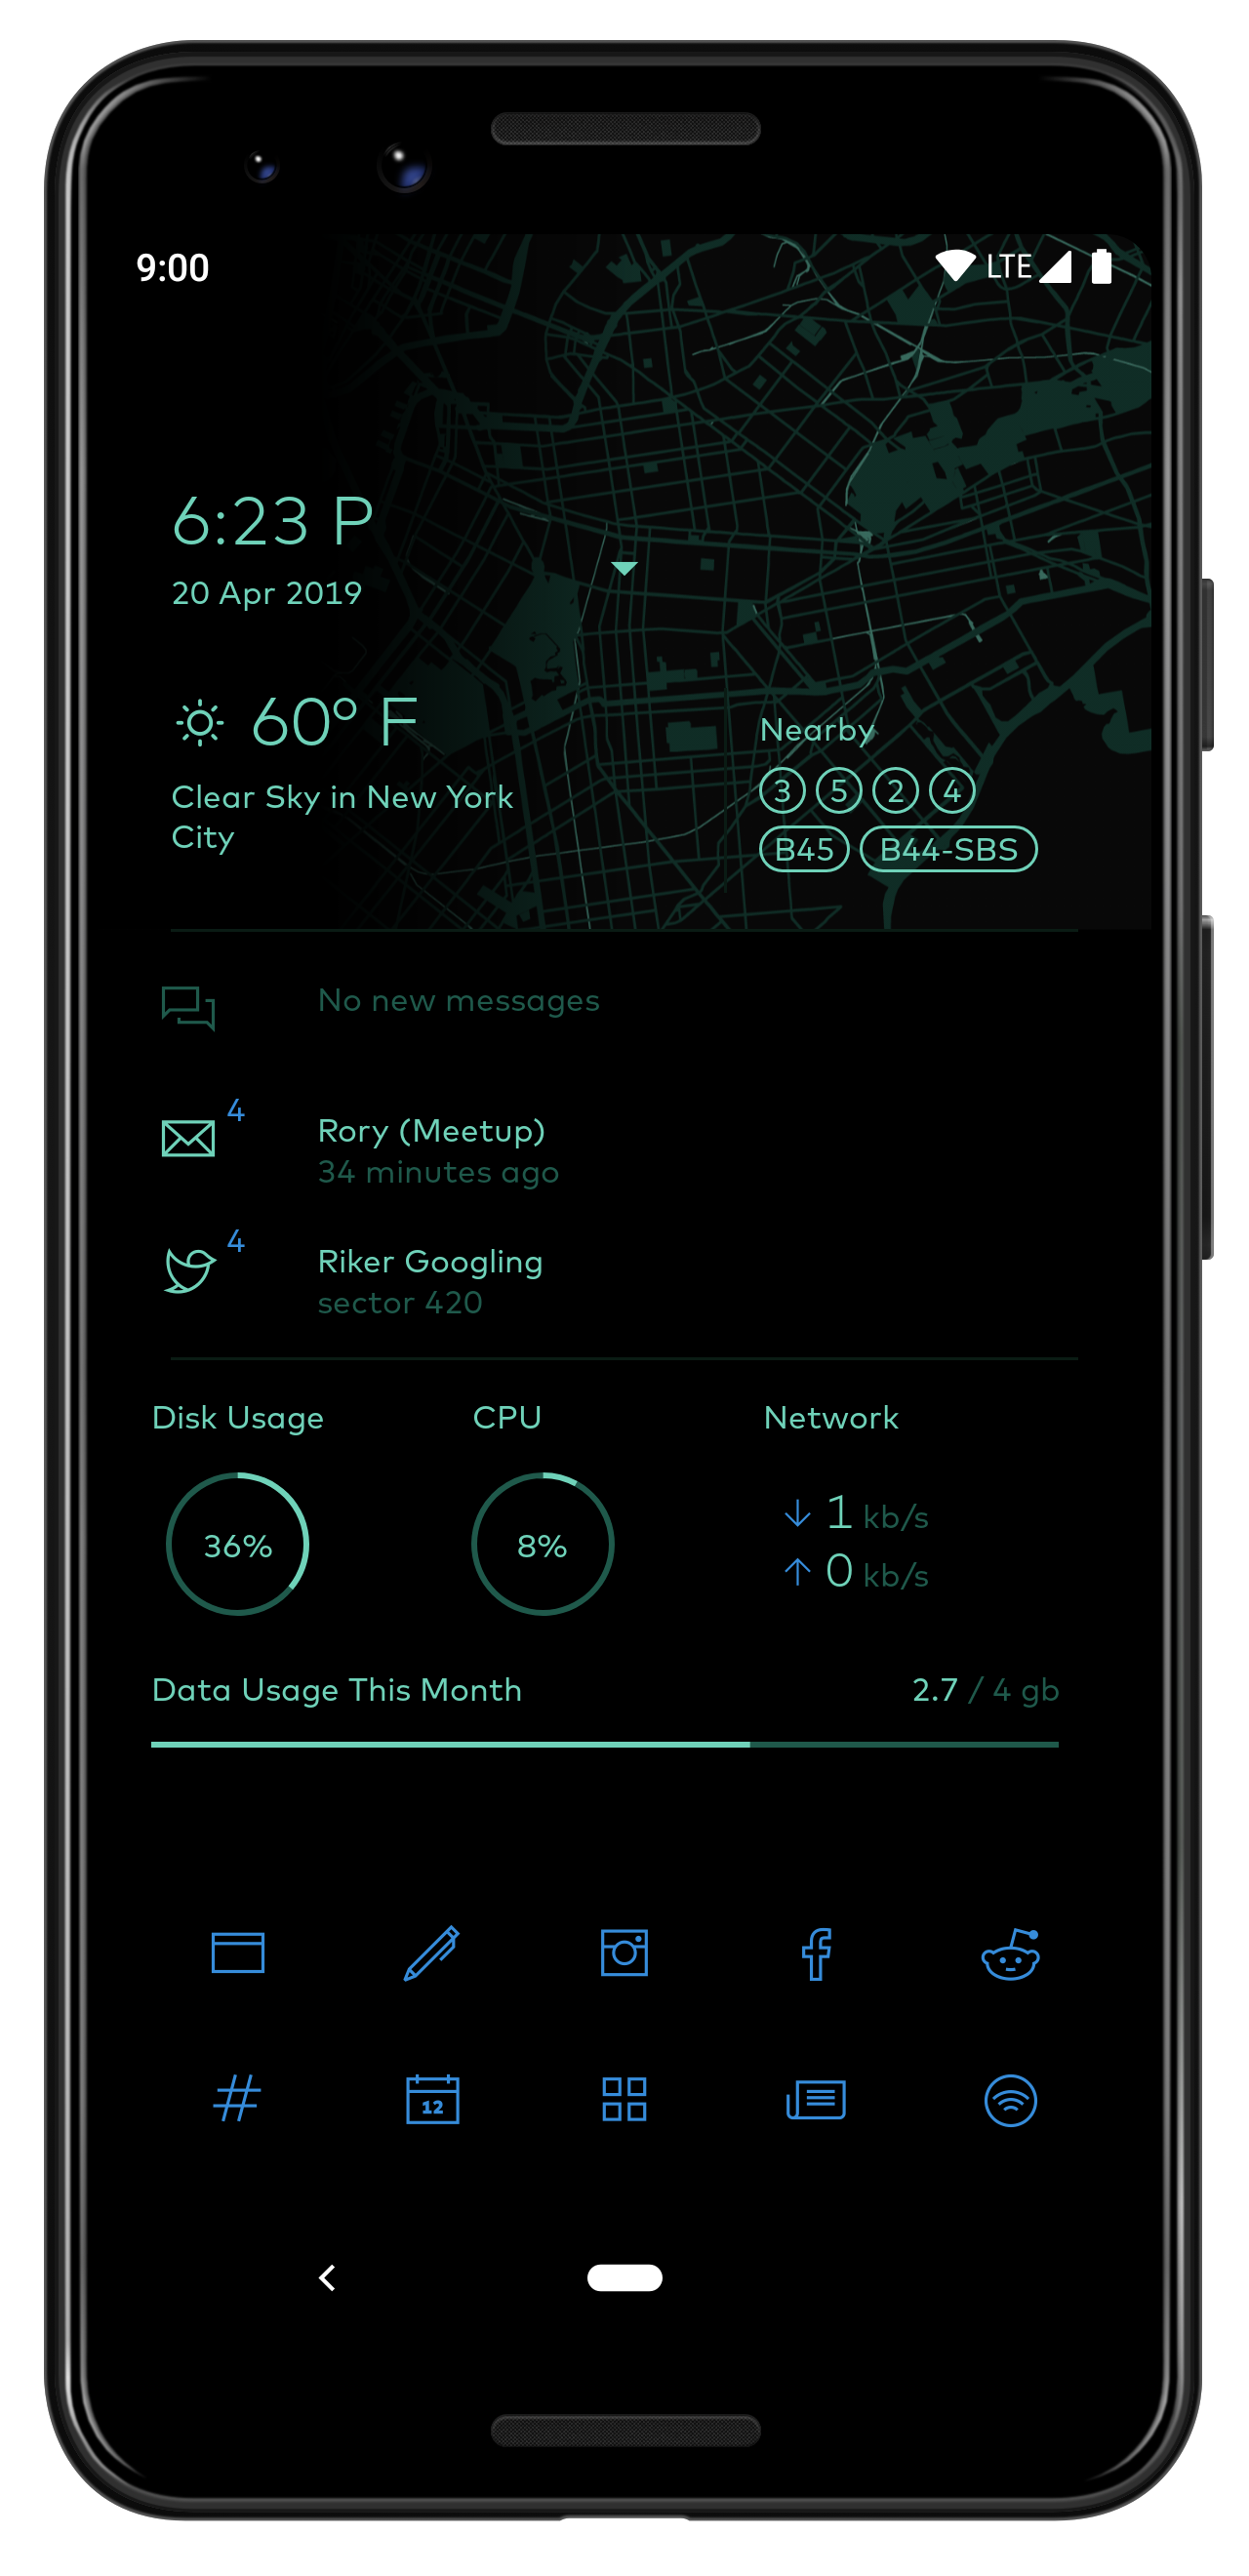 9:00
LTE
6:23 P
20 Apr 2019
60° F
Clear Sky in New York
City
Nearby
3 5 2 4
B45 B44-SBS
No new messages
4
Rory (Meetup)
34 minutes ago
4
Riker Googling
sector 420
Disk Usage CPU Network
36% 8%
1 kb/s
0 kb/s
Data Usage This Month 2.7 / 4 gb
#
12